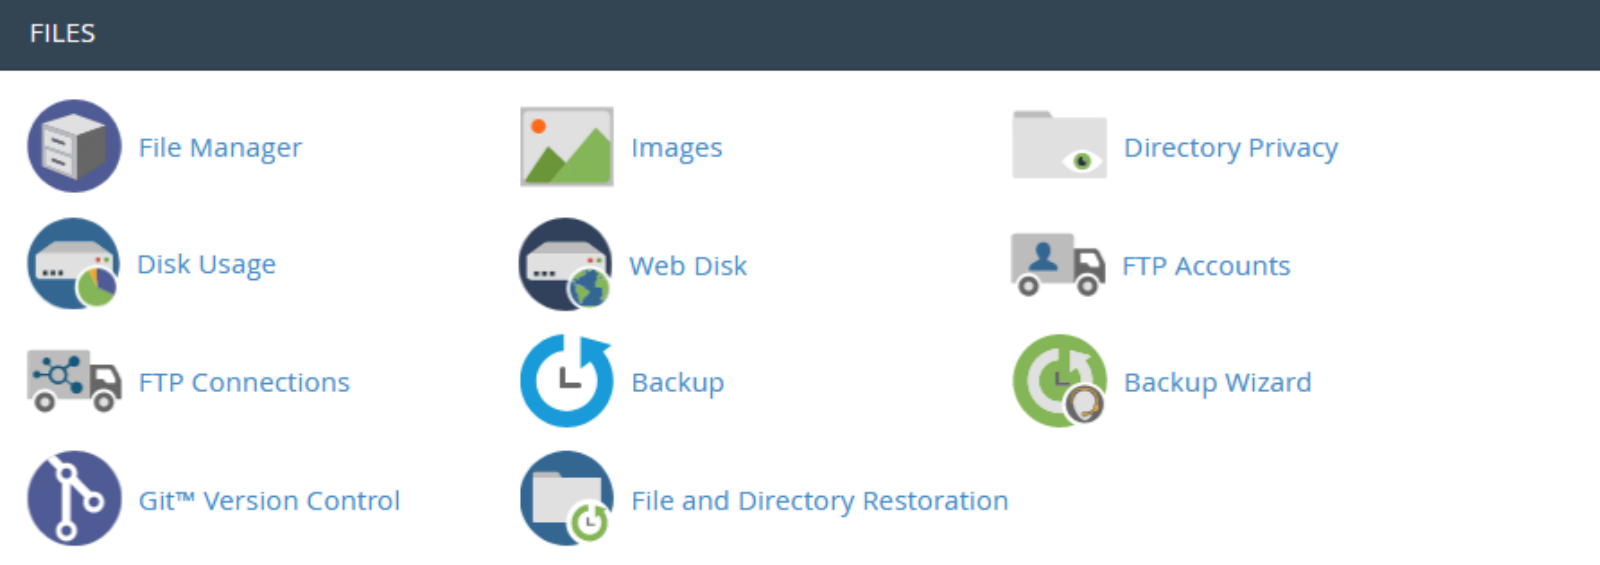 FILES
File Manager
Images
Directory Privacy
Disk Usage
Web Disk
FTP Accounts
FTP Connections
Backup
Backup Wizard
Git™ Version Control
File and Directory Restoration